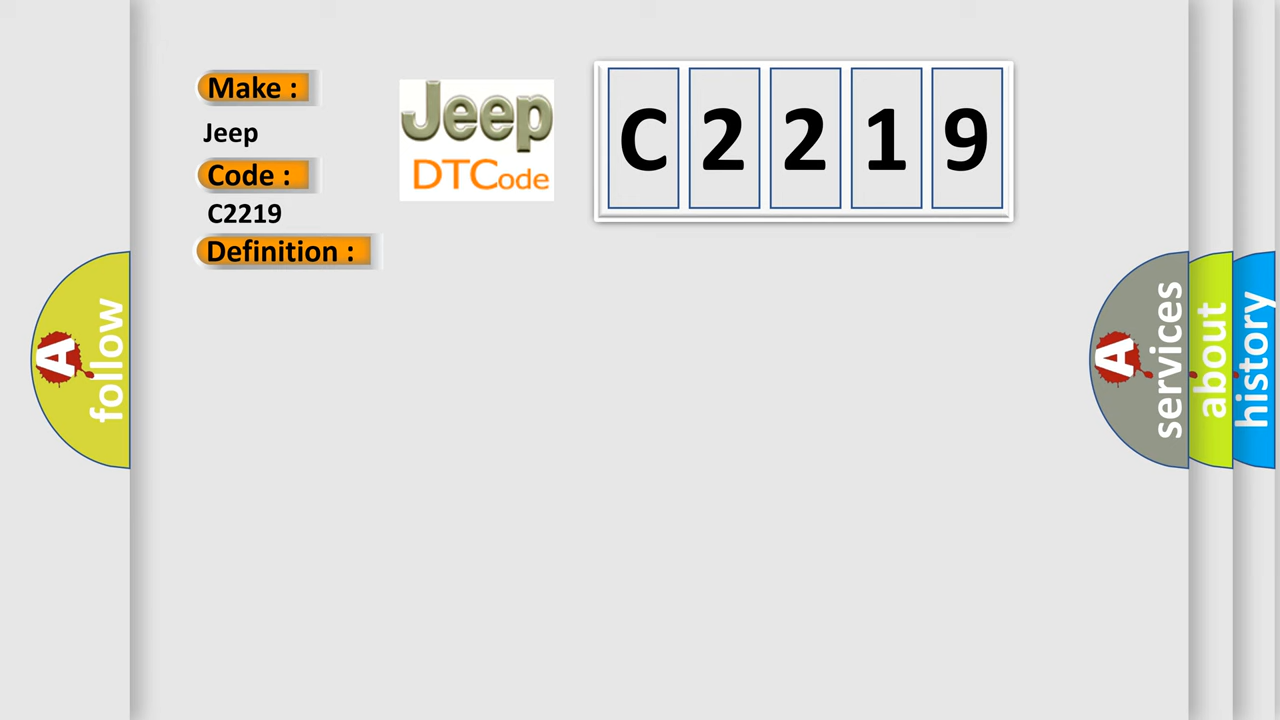 Make :
Jeep
Code :
C2219
Definition :
Jeep
DTCode
C 2 2 1 9
A
follow
A
services
about
history